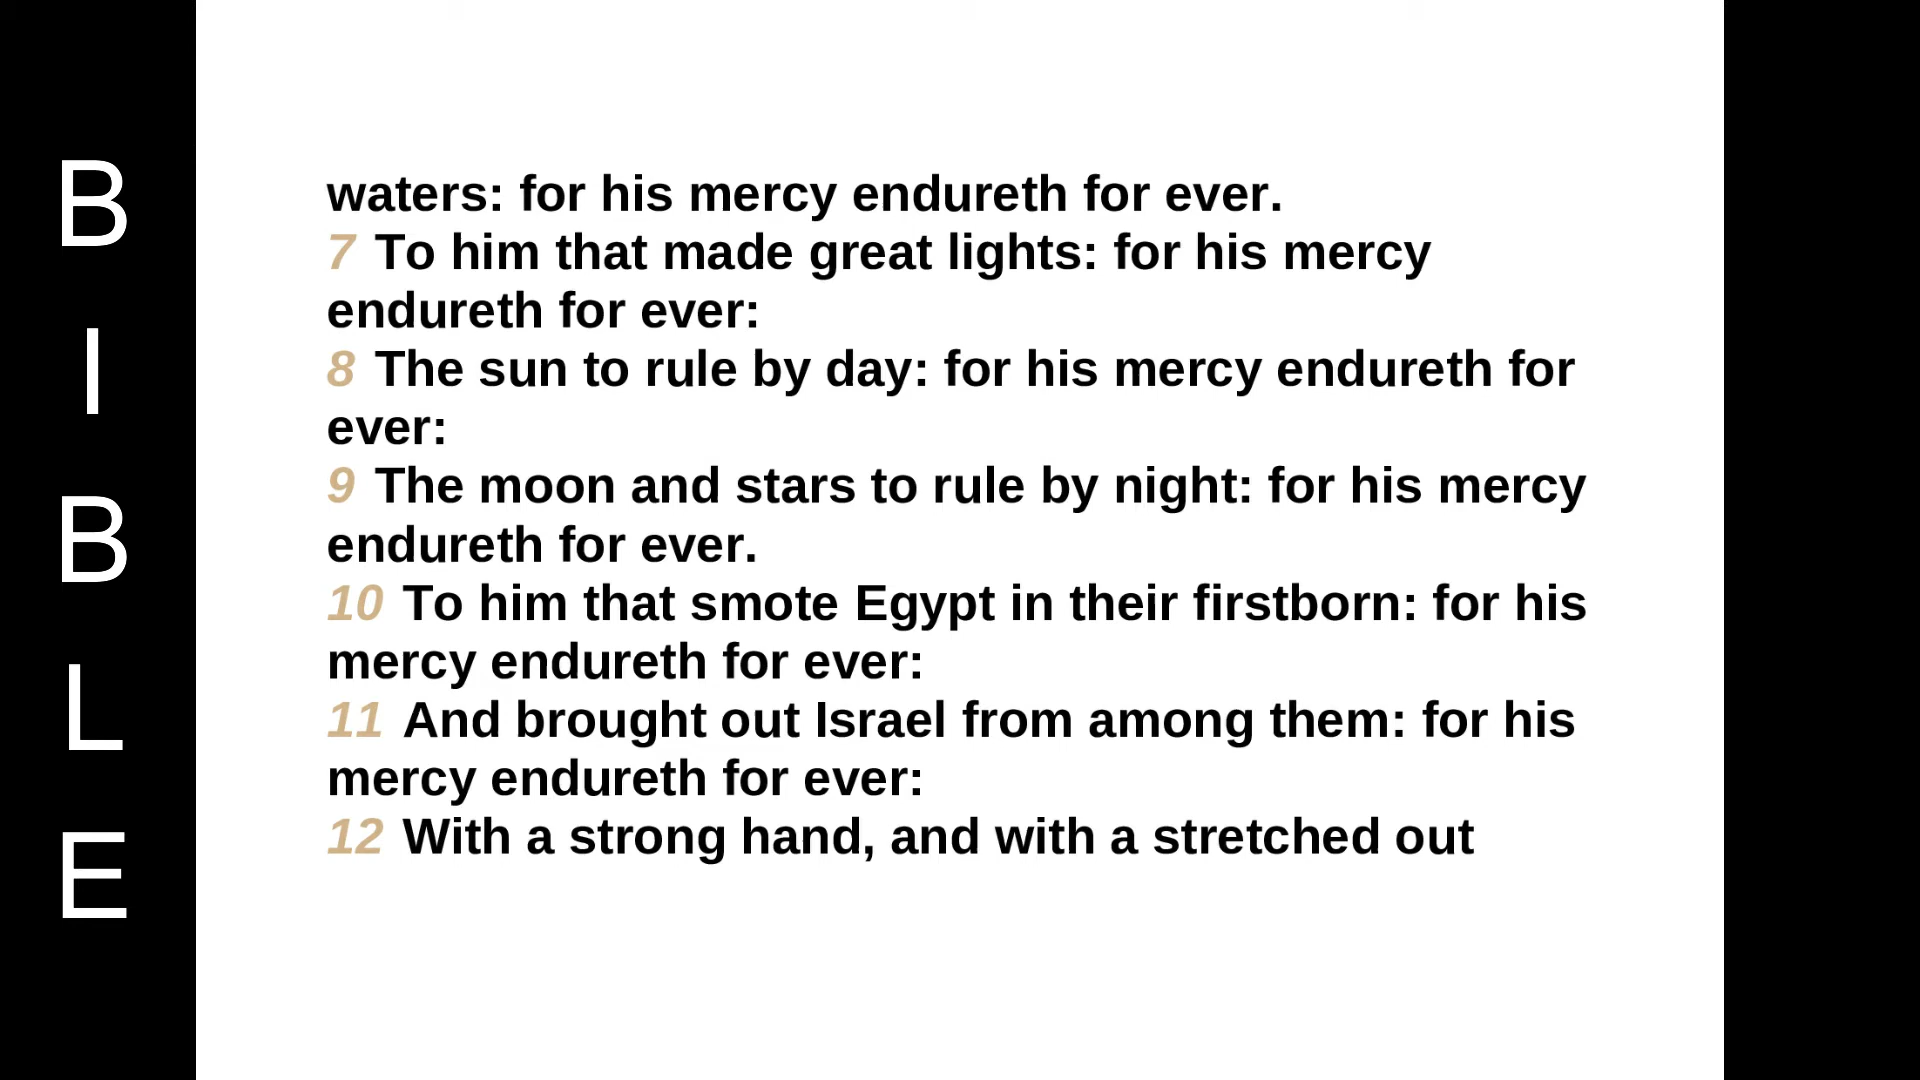 BIBLE
waters: for his mercy endureth for ever.
7 To him that made great lights: for his mercy
endureth for ever:
8 The sun to rule by day: for his mercy endureth for
ever:
9 The moon and stars to rule by night: for his mercy
endureth for ever.
10 To him that smote Egypt in their firstborn: for his
mercy endureth for ever:
11 And brought out Israel from among them: for his
mercy endureth for ever:
12 With a strong hand, and with a stretched out